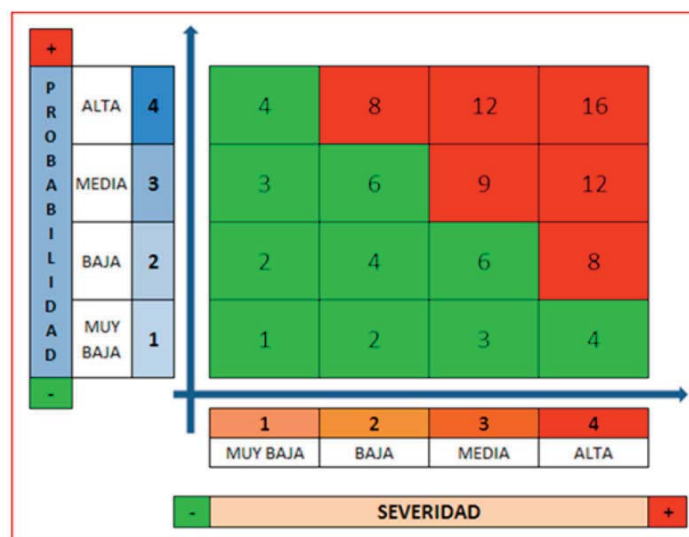 +
PROBABILIDAD
-
ALTA 4 4 8 12 16
MEDIA 3 3 6 9 12
BAJA 2 2 4 6 8
MUY
BAJA 1 1 2 3 4
1 2 3 4
MUY BAJA BAJA MEDIA ALTA
- SEVERIDAD +